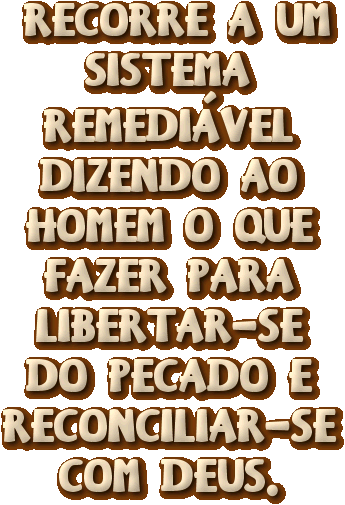 RECORRE A UM
SISTEMA
REMEDIÁVEL
DIZENDO AO
HOMEM O QUE
FAZER PARA
LIBERTAR-SE
DO PECADO E
RECONCILIAR-SE
COM DEUS.